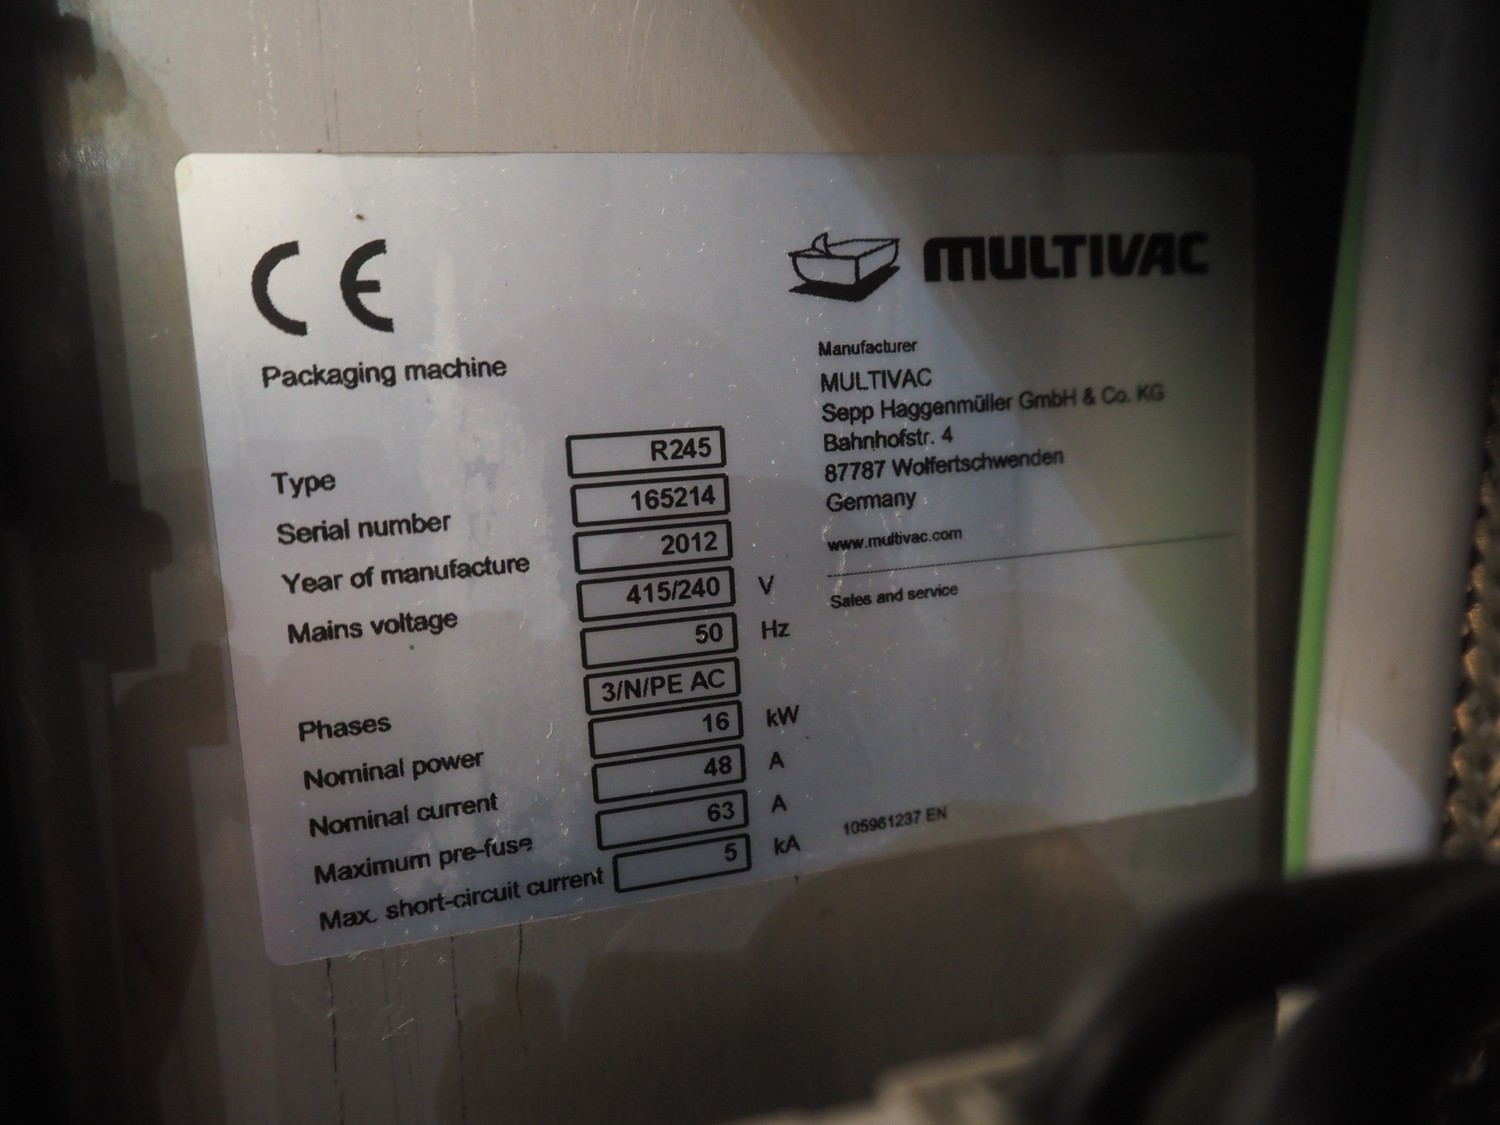 CE
Packaging machine
Type R245
Serial number 165214
Year of manufacture 2012
Mains voltage 415/240 V
50 Hz
Phases 3/N/PE AC
Nominal power 16 kW
Nominal current 48 A
Maximum pre-fuse 63 A
Max. short-circuit current 5 kA
MULTIVAC
Manufacturer
MULTIVAC
Sepp Haggenmüller GmbH & Co. KG
Bahnhofstr. 4
87787 Wolfertschwenden
Germany
www.multivac.com
Sales and service
105961237 EN